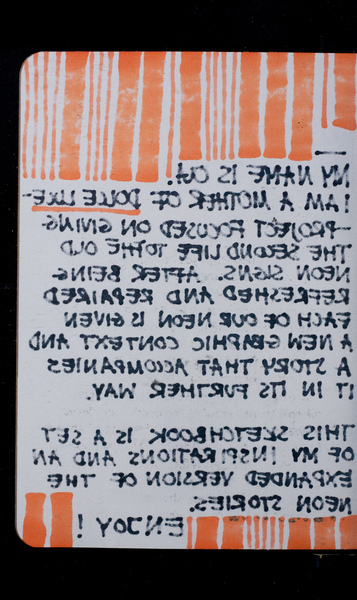 MY NAME IS OLA.
I AM A MOTHER OF DOLCE LUCE-
-PROJECT FOCUSED ON GIVING
THE SECOND LIFE TO THE OLD
NEON SIGNS. AFTER BEING
REFRESHED AND REPAIRED
EACH OF OUR NEON IS GIVEN
A NEW GRAPHIC CONTEXT AND
A STORY THAT ACOMPANIES
IT IN ITS FURTHER WAY.
THIS SKETCHBOOK IS A SET
OF MY INSPIRATIONS AND AN
EXPANDED VERSION OF THE
NEON STORIES.
ENJOY!